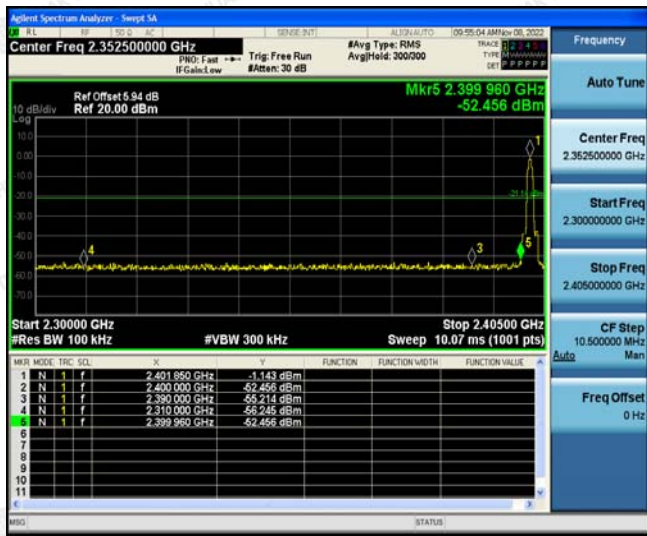 Agilent Spectrum Analyzer - Swept SA
RL RF 50 Ω AC SENSE:INT ALIGN AUTO 09:55:04 AM Nov 08, 2022
Center Freq 2.352500000 GHz
#Avg Type: RMS
TRACE 1 2 3 4 5 6
PNO: Fast
Trig: Free Run
Avg|Hold: 300/300
TYPE
IFGain:Low
#Atten: 30 dB
DET P P P P P P
Mkr5 2.399 960 GHz
-52.456 dBm
Ref Offset 5.94 dB
10 dB/div Ref 20.00 dBm
Log
10.0
0.00
-10.0
-20.0
-30.0
-40.0
-50.0
-60.0
-70.0
1
4
3
5
Start 2.30000 GHz Stop 2.40500 GHz
#Res BW 100 kHz #VBW 300 kHz Sweep 10.07 ms (1001 pts)
MKR MODE TRC SCL X Y FUNCTION FUNCTION WIDTH FUNCTION VALUE
1 N 1 f 2.401 850 GHz -1.143 dBm
2 N 1 f 2.400 000 GHz -52.456 dBm
3 N 1 f 2.390 000 GHz -55.214 dBm
4 N 1 f 2.310 000 GHz -56.245 dBm
5 N 1 f 2.399 960 GHz -52.456 dBm
6
7
8
9
10
11
MSG STATUS
Frequency
Auto Tune
Center Freq
2.352500000 GHz
Start Freq
2.300000000 GHz
Stop Freq
2.405000000 GHz
CF Step
10.500000 MHz
Auto Man
Freq Offset
0 Hz